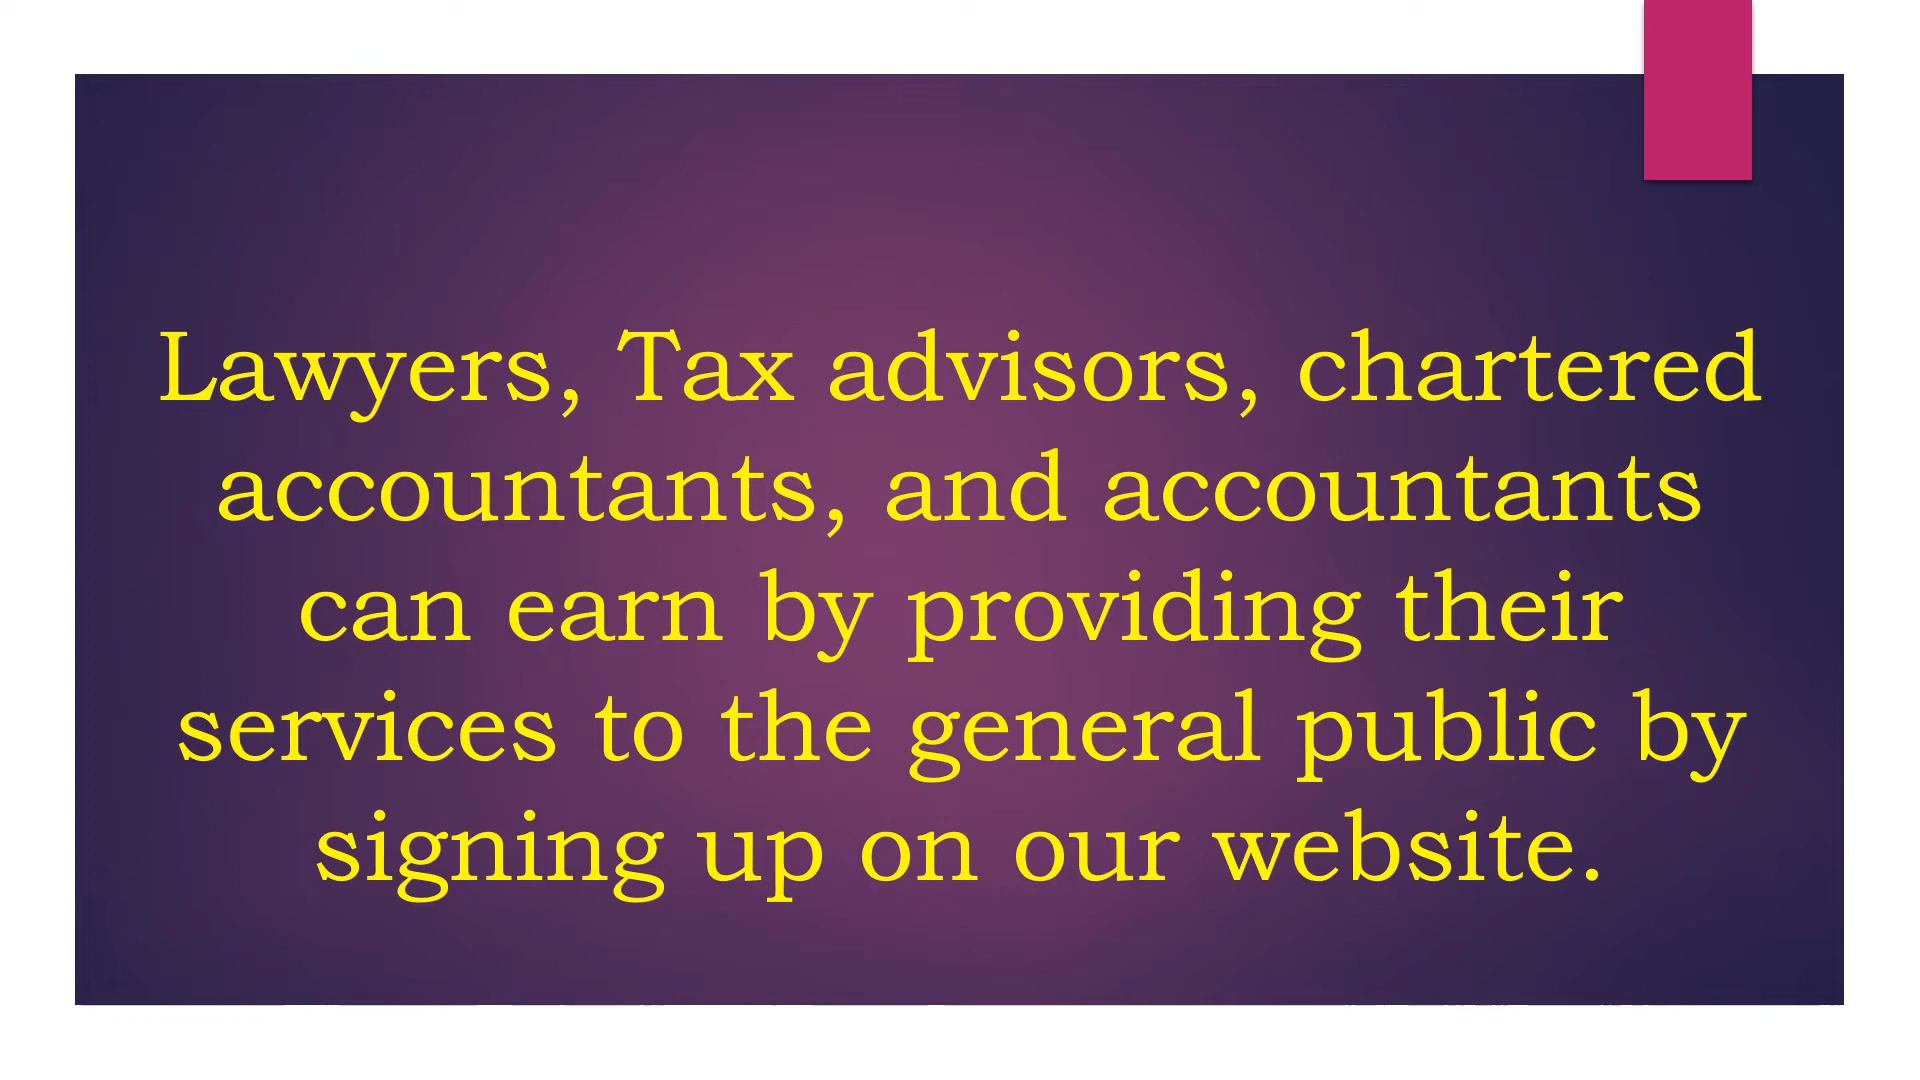 Lawyers, Tax advisors, chartered
accountants, and accountants
can earn by providing their
services to the general public by
signing up on our website.